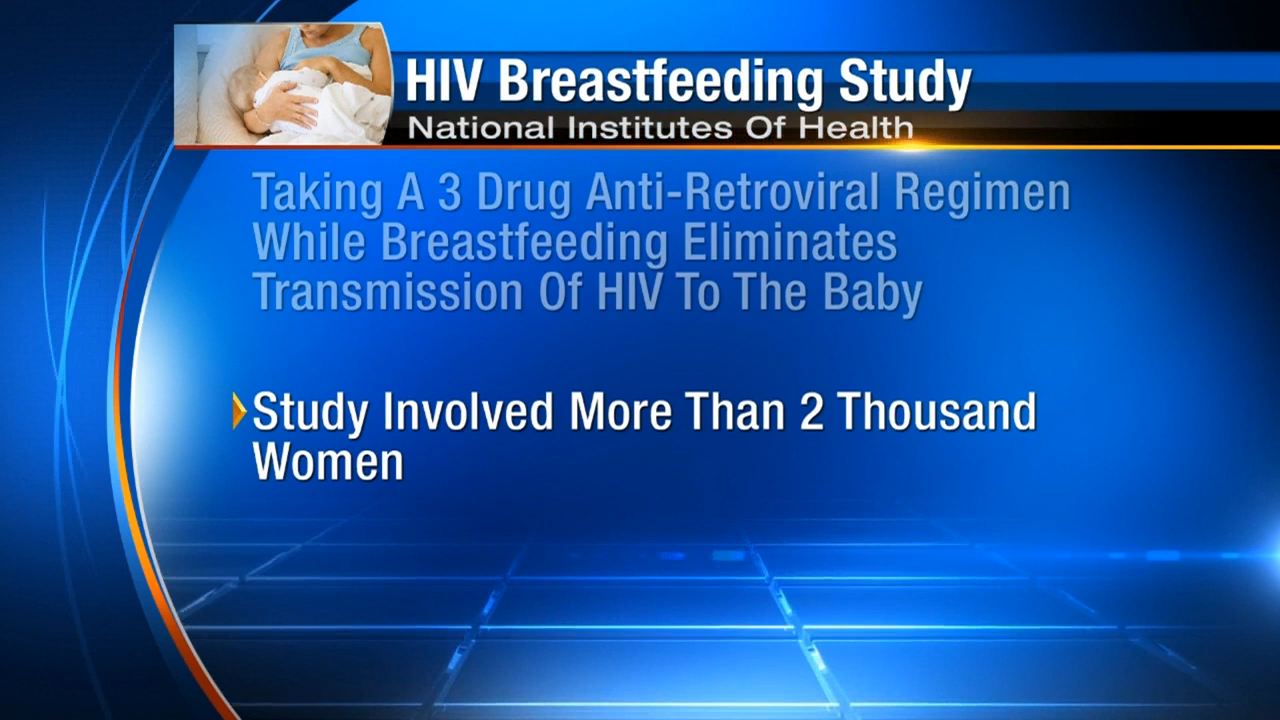 HIV Breastfeeding Study
National Institutes Of Health
Taking A 3 Drug Anti-Retroviral Regimen
While Breastfeeding Eliminates
Transmission Of HIV To The Baby
Study Involved More Than 2 Thousand
Women